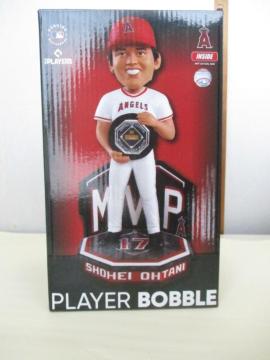 PLAYERS
INSIDE
A
ANGELS
MVP
17
SHOHEI OHTANI
PLAYER BOBBLE